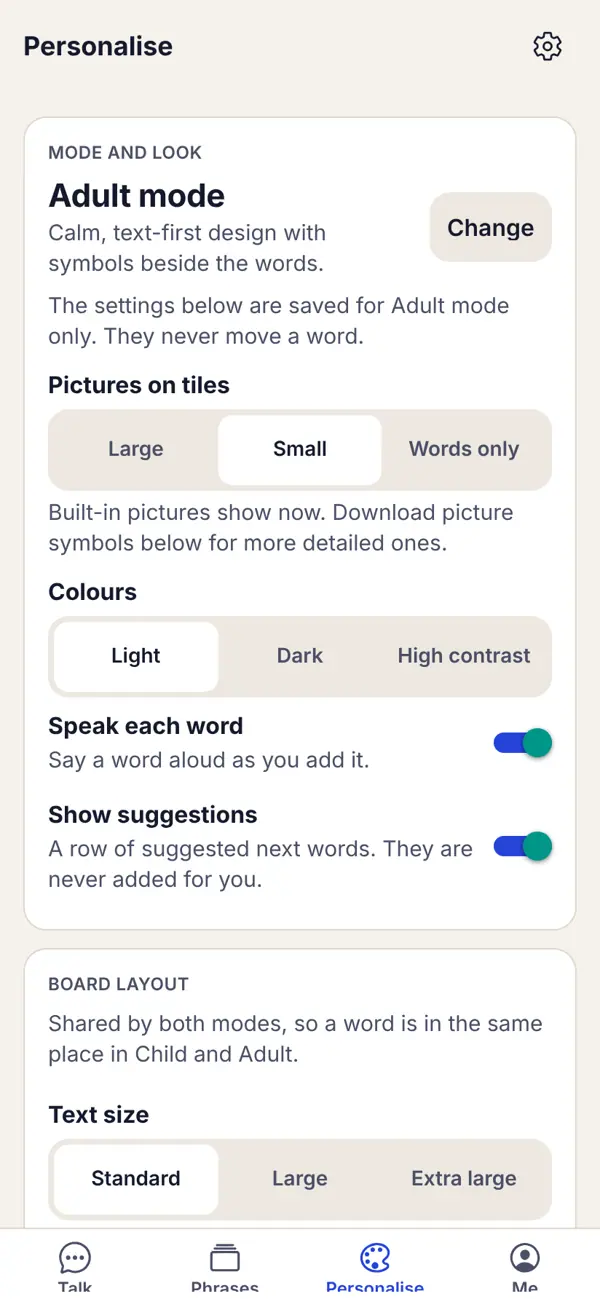 Personalise
MODE AND LOOK
Adult mode
Calm, text-first design with
symbols beside the words.
Change
The settings below are saved for Adult mode
only. They never move a word.
Pictures on tiles
Large
Small
Words only
Built-in pictures show now. Download picture
symbols below for more detailed ones.
Colours
Light
Dark
High contrast
Speak each word
Say a word aloud as you add it.
Show suggestions
A row of suggested next words. They are
never added for you.
BOARD LAYOUT
Shared by both modes, so a word is in the same
place in Child and Adult.
Text size
Standard
Large
Extra large
Talk
Phrases
Personalise
Me